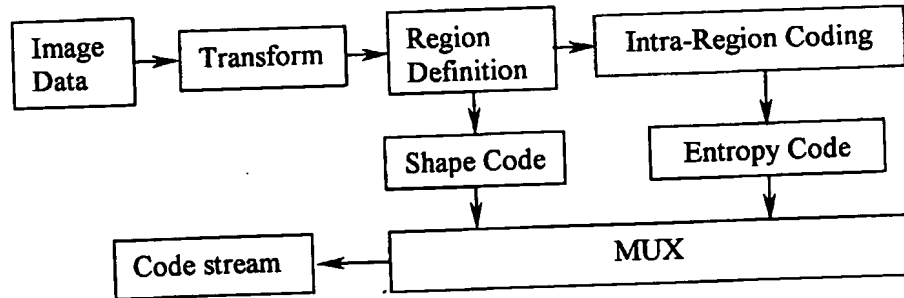 Image
Data
Transform
Region
Definition
Intra-Region Coding
Shape Code
Entropy Code
Code stream
MUX